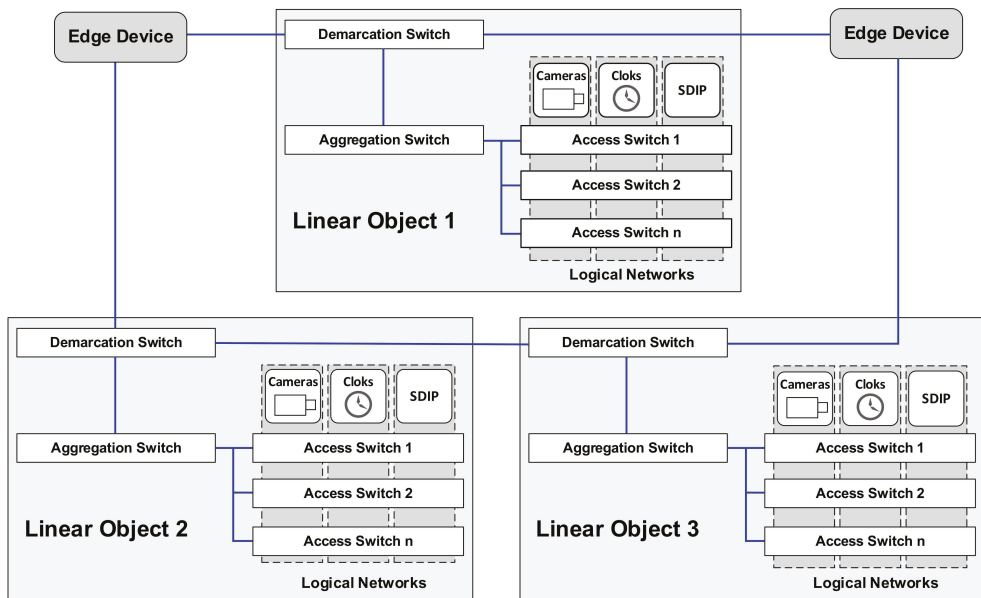 Edge Device
Demarcation Switch
Edge Device
Cameras
Cloks
SDIP
Aggregation Switch
Access Switch 1
Access Switch 2
Access Switch n
Linear Object 1
Logical Networks
Demarcation Switch
Cameras
Cloks
SDIP
Aggregation Switch
Access Switch 1
Access Switch 2
Access Switch n
Linear Object 2
Logical Networks
Demarcation Switch
Cameras
Cloks
SDIP
Aggregation Switch
Access Switch 1
Access Switch 2
Access Switch n
Linear Object 3
Logical Networks